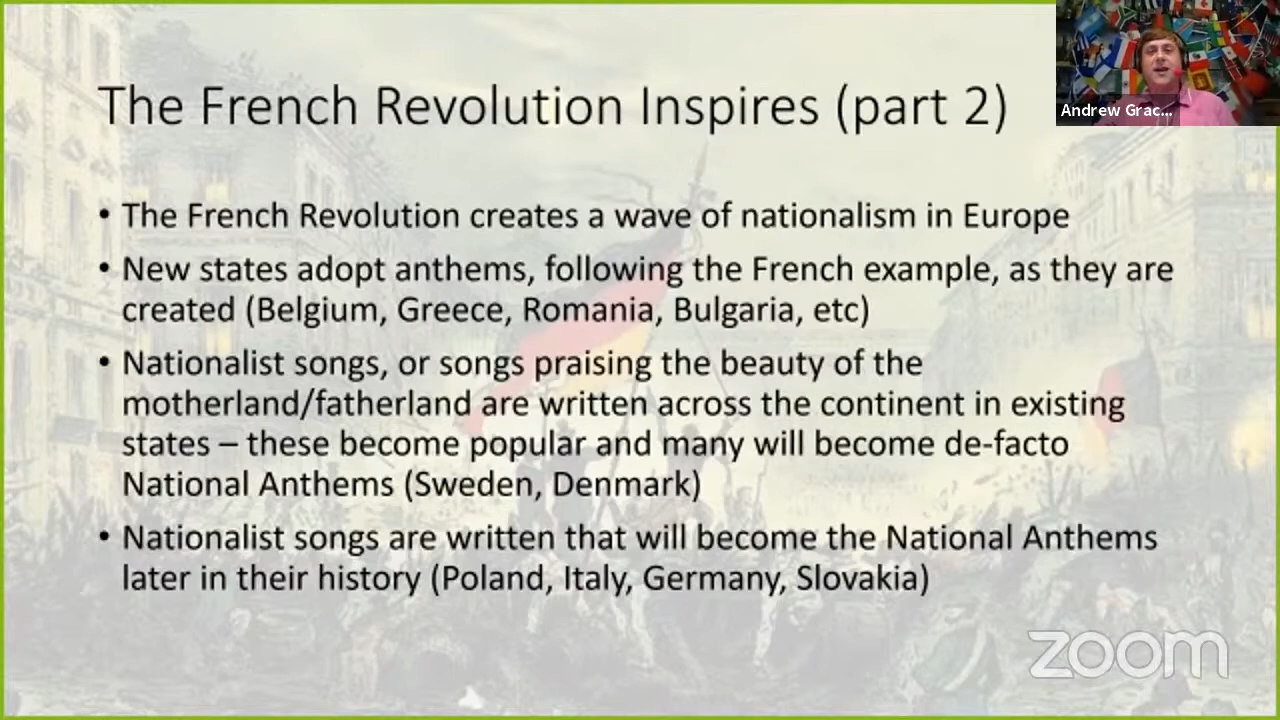 The French Revolution Inspires (part 2)
Andrew Grac...
• The French Revolution creates a wave of nationalism in Europe
• New states adopt anthems, following the French example, as they are
created (Belgium, Greece, Romania, Bulgaria, etc)
• Nationalist songs, or songs praising the beauty of the
motherland/fatherland are written across the continent in existing
states – these become popular and many will become de-facto
National Anthems (Sweden, Denmark)
• Nationalist songs are written that will become the National Anthems
later in their history (Poland, Italy, Germany, Slovakia)
zoom